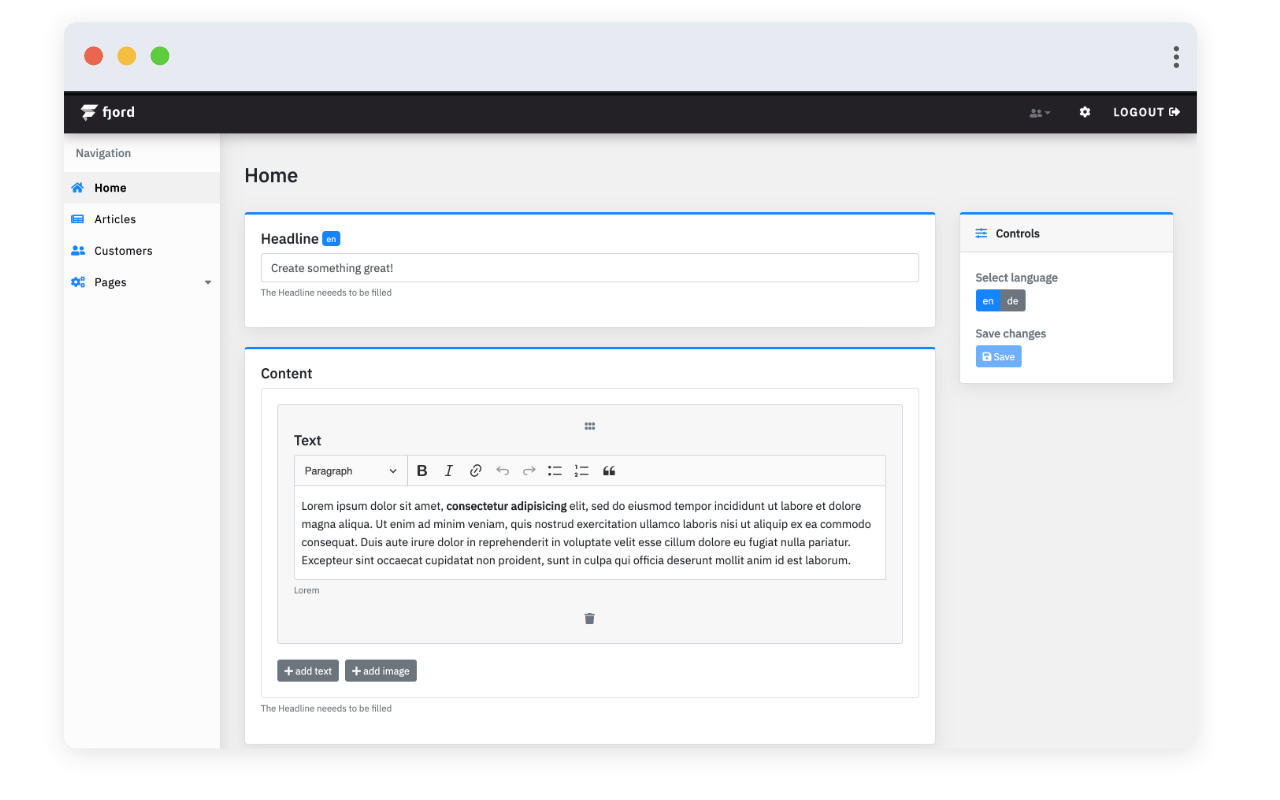 fjord
LOGOUT
Navigation
Home
Articles
Customers
Pages
Home
Headline en
Create something great!
The Headline neeeds to be filled
Content
Text
Paragraph
B I
Lorem ipsum dolor sit amet, consectetur adipisicing elit, sed do eiusmod tempor incididunt ut labore et dolore
magna aliqua. Ut enim ad minim veniam, quis nostrud exercitation ullamco laboris nisi ut aliquip ex ea commodo
consequat. Duis aute irure dolor in reprehenderit in voluptate velit esse cillum dolore eu fugiat nulla pariatur.
Excepteur sint occaecat cupidatat non proident, sunt in culpa qui officia deserunt mollit anim id est laborum.
Lorem
add text
add image
The Headline neeeds to be filled
Controls
Select language
en de
Save changes
Save